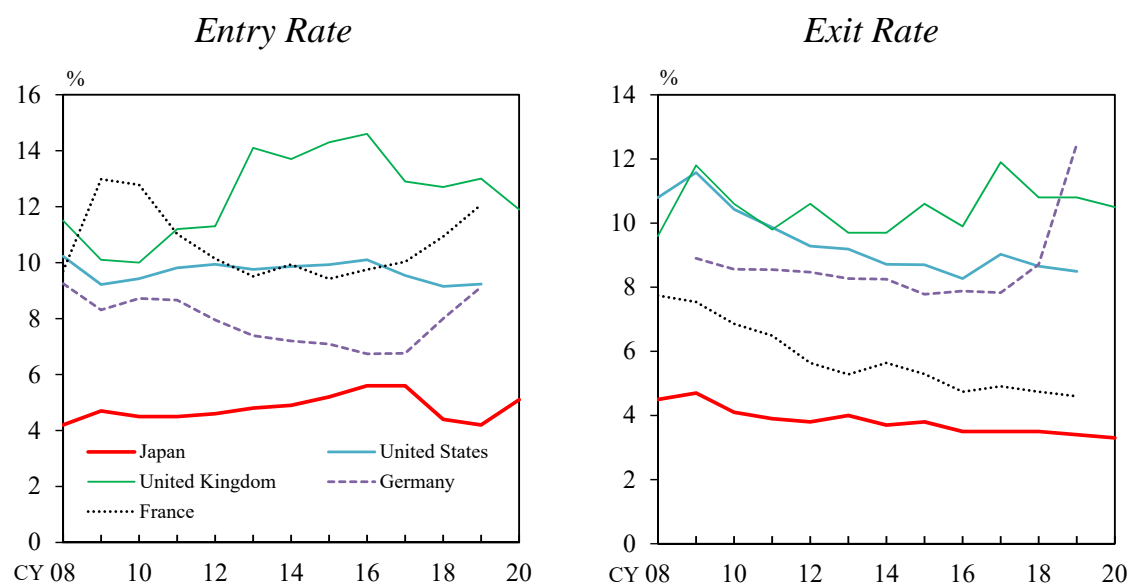 Entry Rate
%
16
14
12
10
8
6
4
2
0
Japan
United States
United Kingdom
Germany
France
CY 08 10 12 14 16 18 20
Exit Rate
%
14
12
10
8
6
4
2
0
CY 08 10 12 14 16 18 20